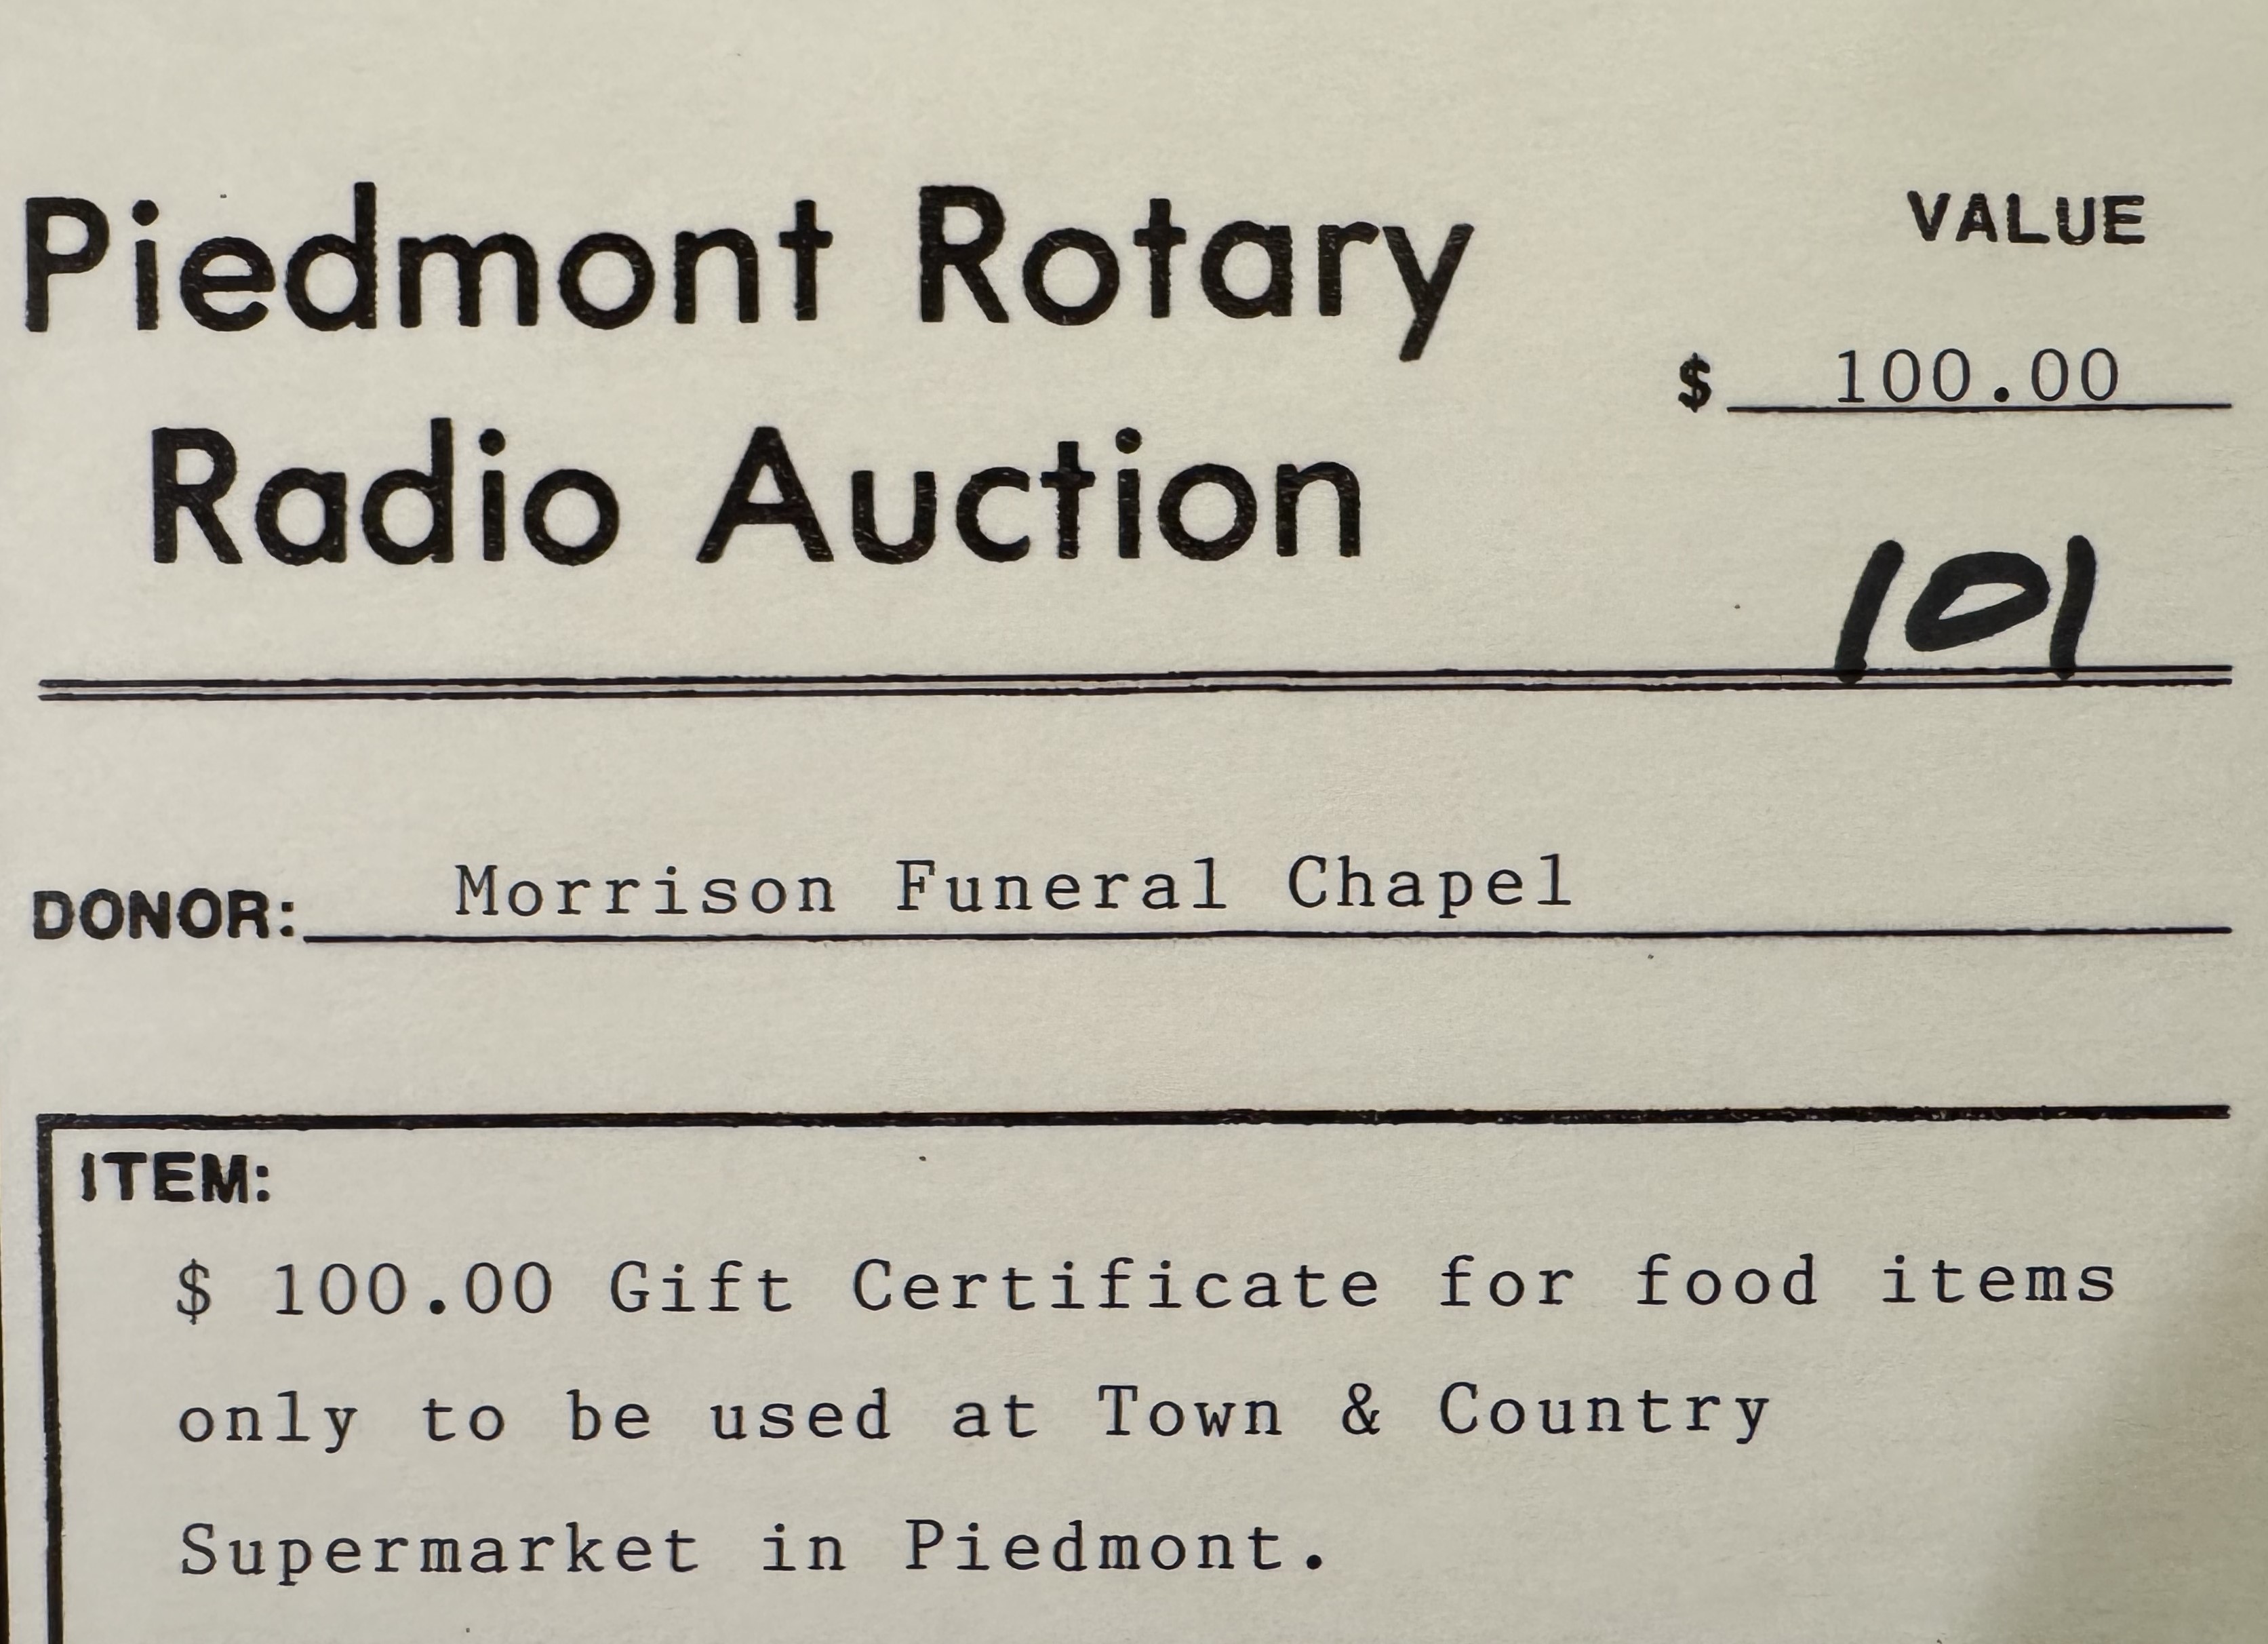 Piedmont Rotary
Radio Auction
VALUE
$ 100.00
101
DONOR: Morrison Funeral Chapel
ITEM:
$ 100.00 Gift Certificate for food items
only to be used at Town & Country
Supermarket in Piedmont.